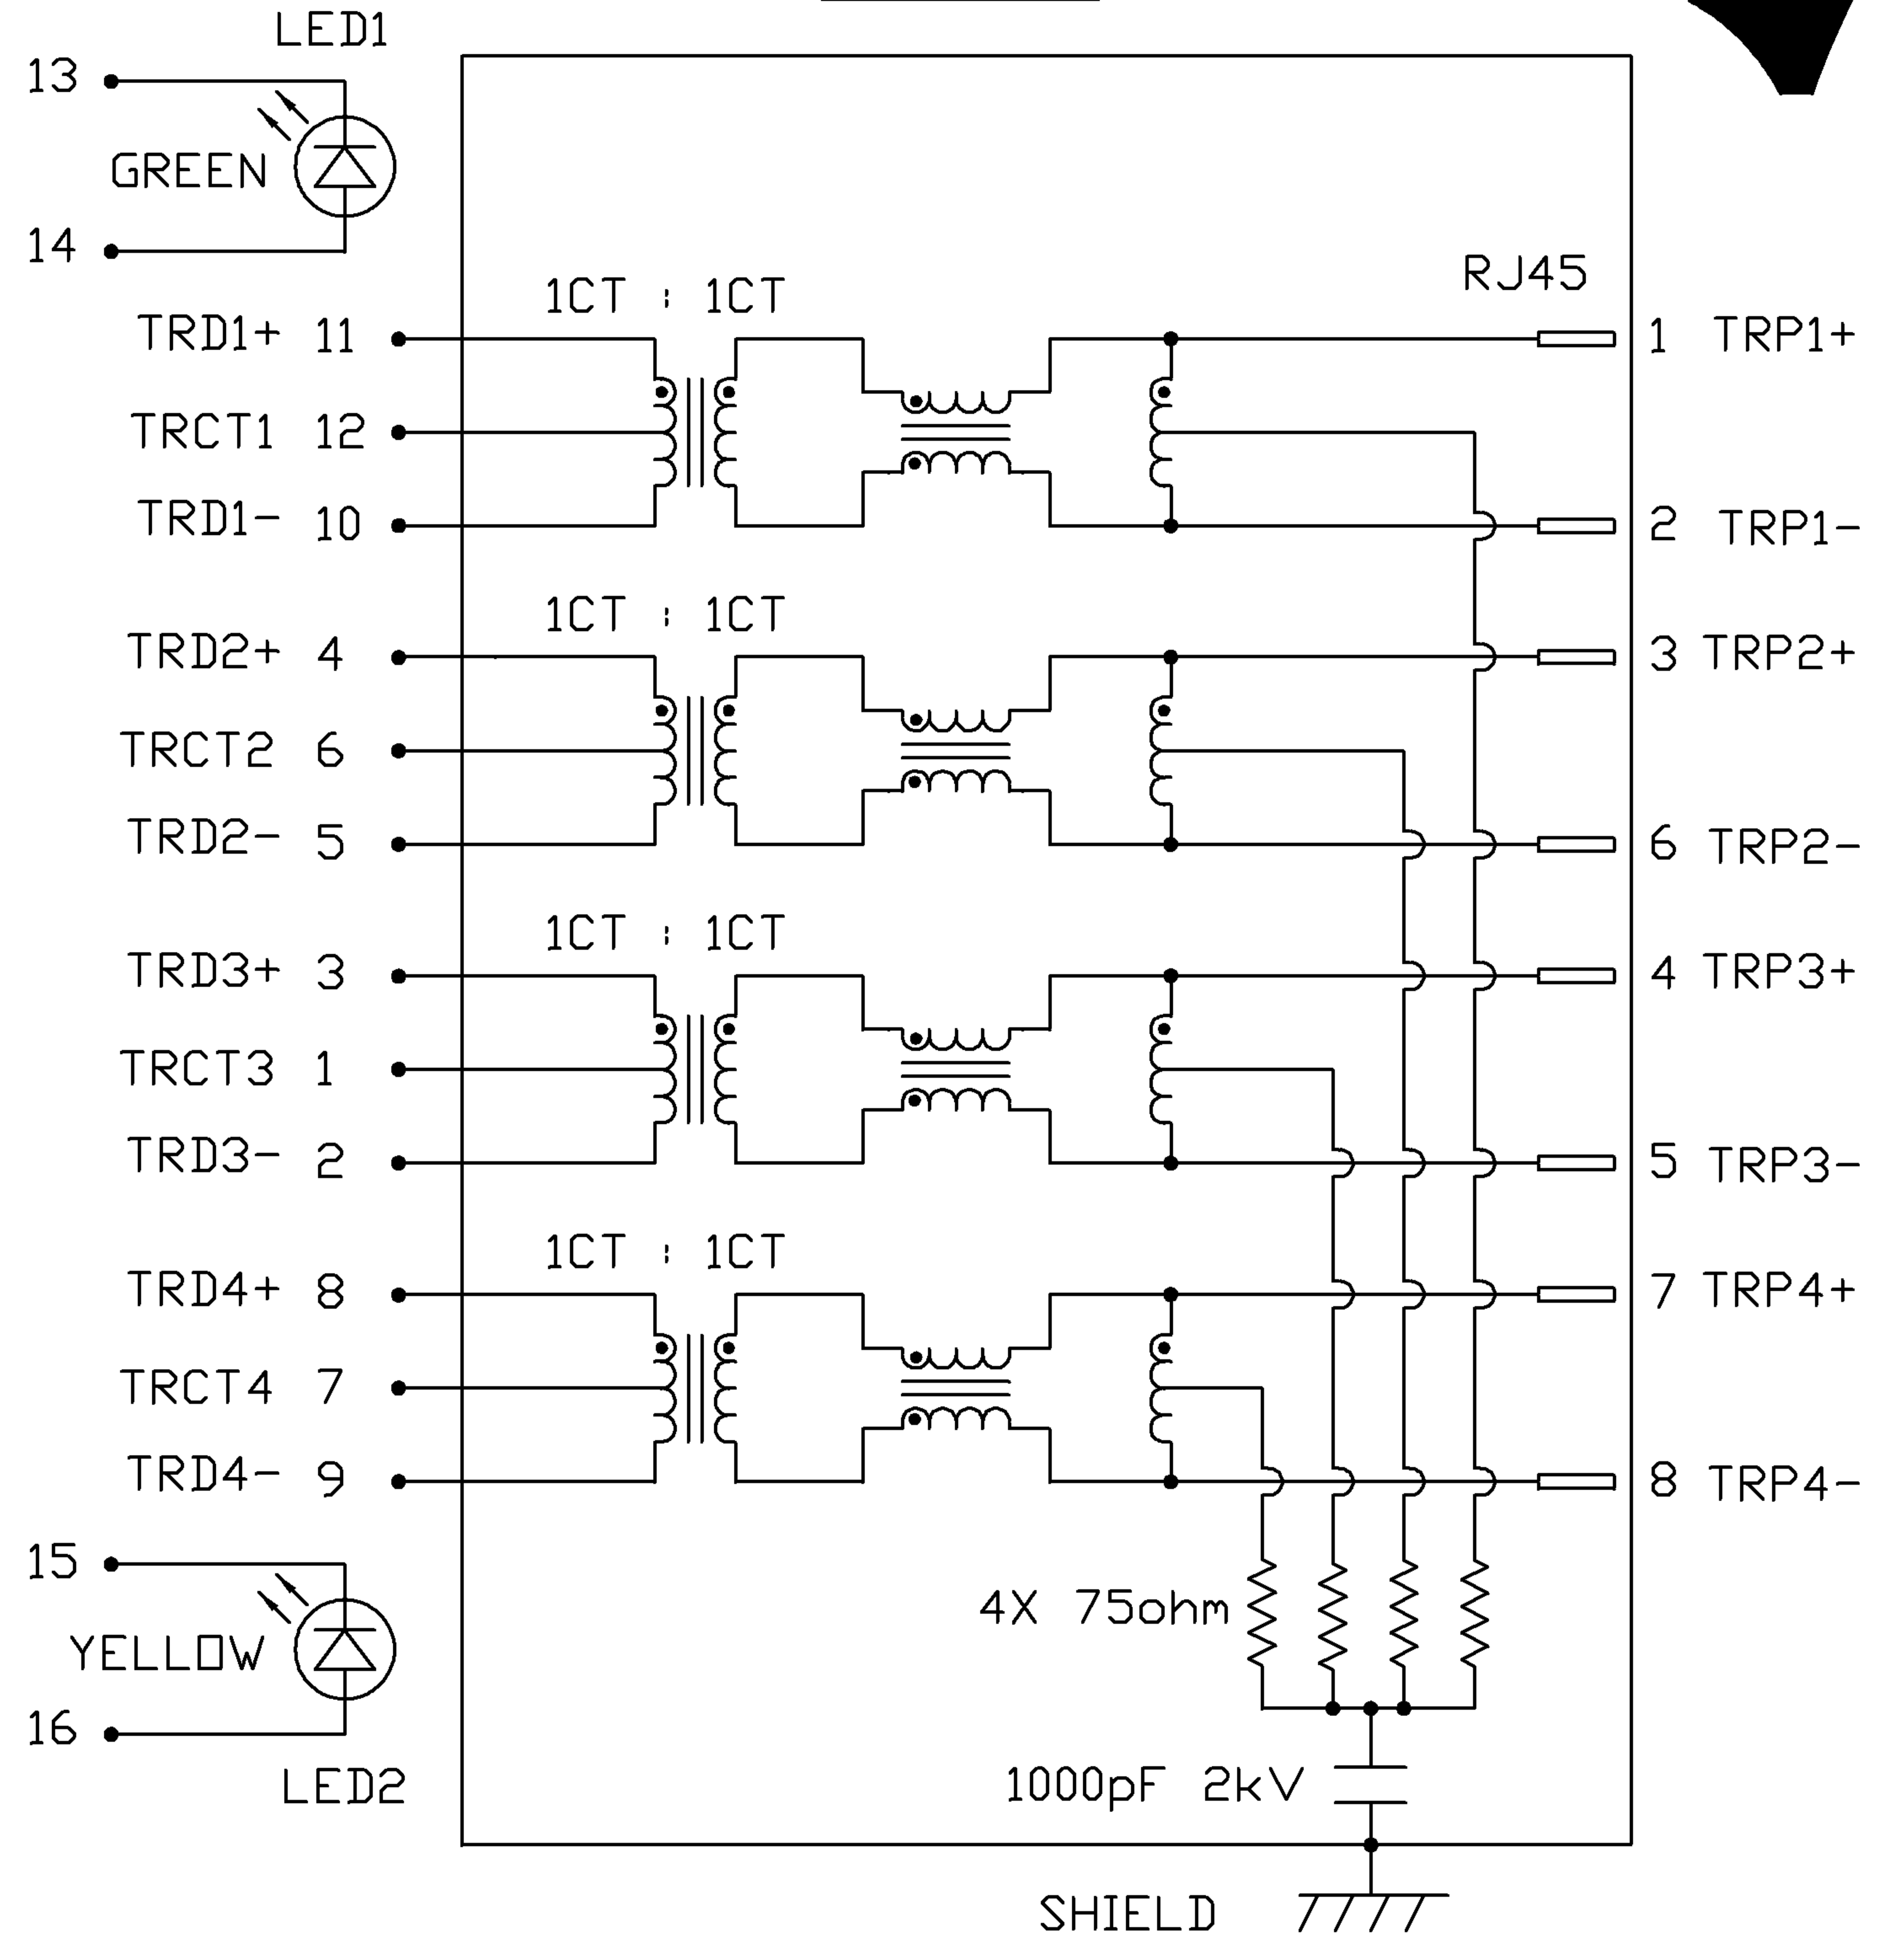 LED1
13
GREEN
14
RJ45
1CT : 1CT
TRD1+ 11
1 TRP1+
TRCT1 12
TRD1- 10
2 TRP1-
1CT : 1CT
TRD2+ 4
3 TRP2+
TRCT2 6
TRD2- 5
6 TRP2-
1CT : 1CT
TRD3+ 3
4 TRP3+
TRCT3 1
TRD3- 2
5 TRP3-
1CT : 1CT
TRD4+ 8
7 TRP4+
TRCT4 7
TRD4- 9
8 TRP4-
15
YELLOW
16
LED2
4X 75ohm
1000pF 2kV
SHIELD